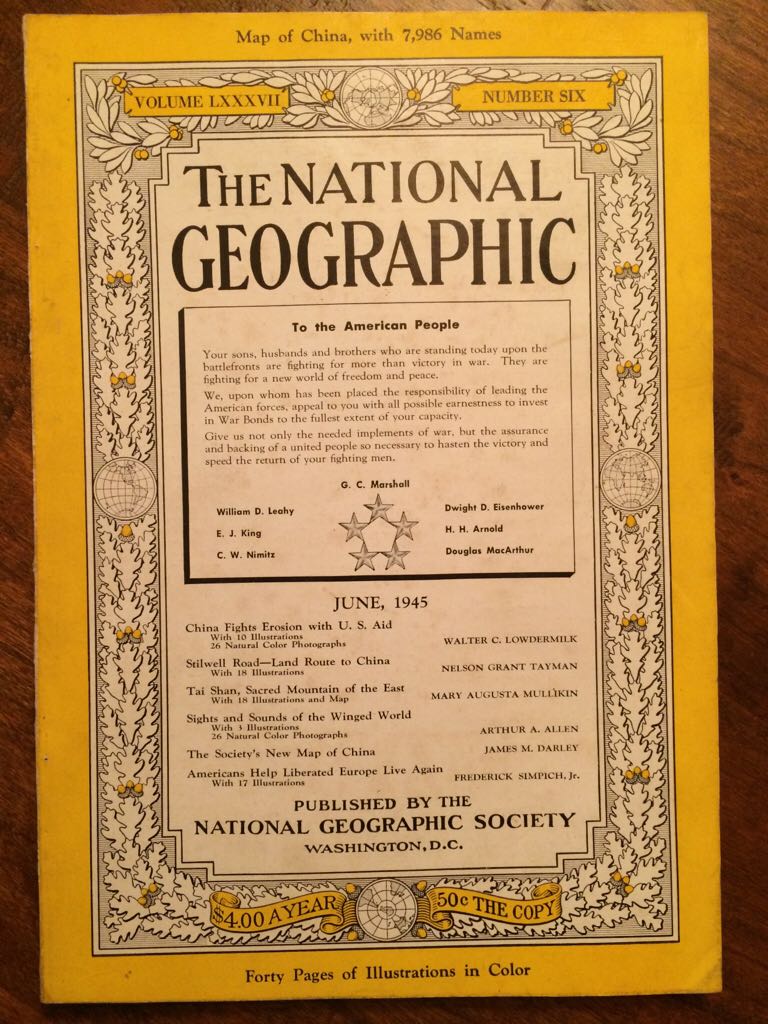 Map of China, with 7,986 Names
VOLUME LXXXVII
NUMBER SIX
THE NATIONAL
GEOGRAPHIC
To the American People
Your sons, husbands and brothers who are standing today upon the
battlefronts are fighting for more than victory in war. They are
fighting for a new world of freedom and peace.
We, upon whom has been placed the responsibility of leading the
American forces, appeal to you with all possible earnestness to invest
in War Bonds to the fullest extent of your capacity.
Give us not only the needed implements of war, but the assurance
and backing of a united people so necessary to hasten the victory and
speed the return of your fighting men.
G. C. Marshall
William D. Leahy
Dwight D. Eisenhower
E. J. King
H. H. Arnold
C. W. Nimitz
Douglas MacArthur
JUNE, 1945
China Fights Erosion with U. S. Aid
With 10 Illustrations
26 Natural Color Photographs
WALTER C. LOWDERMILK
Stilwell Road—Land Route to China
With 18 Illustrations
NELSON GRANT TAYMAN
Tai Shan, Sacred Mountain of the East
With 18 Illustrations and Map
MARY AUGUSTA MULLIKIN
Sights and Sounds of the Winged World
With 3 Illustrations
26 Natural Color Photographs
ARTHUR A. ALLEN
The Society's New Map of China
JAMES M. DARLEY
Americans Help Liberated Europe Live Again
With 17 Illustrations
FREDERICK SIMPICH, Jr.
PUBLISHED BY THE
NATIONAL GEOGRAPHIC SOCIETY
WASHINGTON, D.C.
$4.00 A YEAR
50c THE COPY
Forty Pages of Illustrations in Color